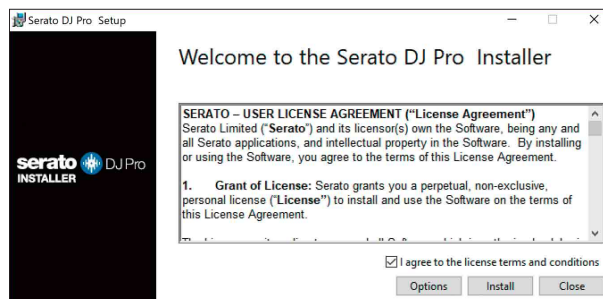 Serato DJ Pro  Setup
Welcome to the Serato DJ Pro  Installer
SERATO – USER LICENSE AGREEMENT (“License Agreement”)
Serato Limited (“Serato”) and its licensor(s) own the Software, being any and
all Serato applications, and intellectual property in the Software.  By installing
or using the Software, you agree to the terms of this License Agreement.
1.      Grant of License: Serato grants you a perpetual, non-exclusive,
personal license (“License”) to install and use the Software on the terms of
this License Agreement.
serato DJ Pro
INSTALLER
I agree to the license terms and conditions
Options
Install
Close